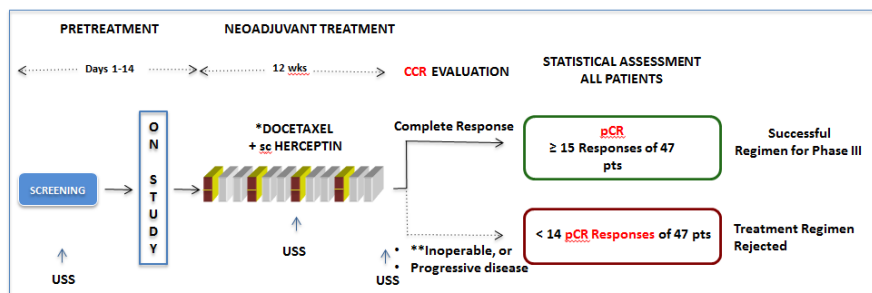 PRETREATMENT
NEOADJUVANT TREATMENT
Days 1-14
12 wks
CCR EVALUATION
STATISTICAL ASSESSMENT
ALL PATIENTS
SCREENING
O
N
S
T
U
D
Y
*DOCETAXEL
+ sc HERCEPTIN
Complete Response
pCR
≥ 15 Responses of 47
pts
Successful
Regimen for Phase III
< 14 pCR Responses of 47 pts
Treatment Regimen
Rejected
• **Inoperable, or
• Progressive disease
USS
USS
USS